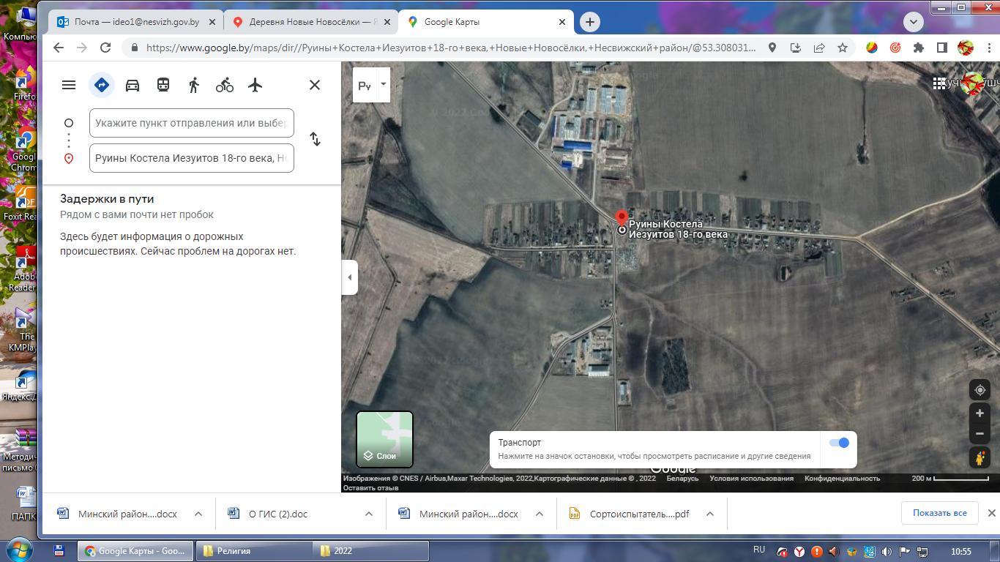 Почта — ideo1@nesvizh.gov.by
Деревня Новые Новосёлки — Я
Google Карты
https://www.google.by/maps/dir//Руины+Костела+Иезуитов+18-го+века,+Новые+Новосёлки,+Несвижский+район/@53.308031...
Укажите пункт отправления или выбер
Руины Костела Иезуитов 18-го века, Но
Задержки в пути
Рядом с вами почти нет пробок
Здесь будет информация о дорожных
происшествиях. Сейчас проблем на дорогах нет.
Руины Костела
Иезуитов 18-го века
Слои
Транспорт
Нажмите на значок остановки, чтобы просмотреть расписание и другие сведения
Google
Изображения © CNES / Airbus,Maxar Technologies, 2022,Картографические данные © , 2022 Беларусь Условия использования Конфиденциальность 200 м
Оставить отзыв
Компью
Firefo
Googl
Chrom
Foxit Rea
Adob
Reader
The
KMPlay
Яндекс.Д
Методич
письмо (
ПАПК
Минский район....docx
О ГИС (2).doc
Минский район....docx
Сортоиспытатель....pdf
Показать все
Google Карты - Goo...
Религия
2022
RU
10:55